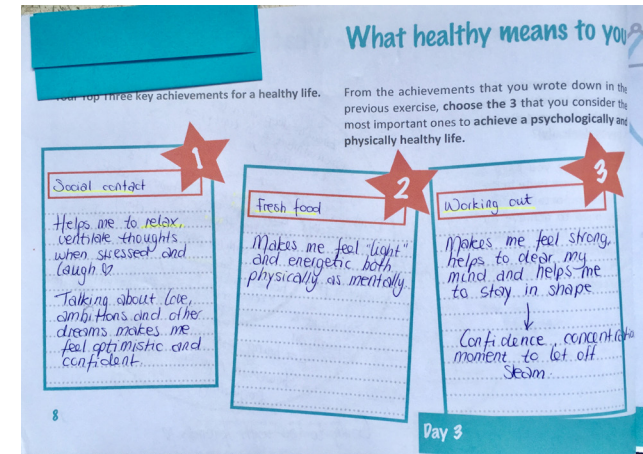 What healthy means to you
Your Top Three key achievements for a healthy life.
From the achievements that you wrote down in the
previous exercise, choose the 3 that you consider the
most important ones to achieve a psychologically and
physically healthy life.
1
Social contact
Helps me to relax,
ventilate thoughts
when stressed and
laugh ♡
Talking about love,
ambitions and other
dreams makes me
feel optimistic and
confident.
2
Fresh food
Makes me feel "light"
and energetic both
physically as mentally
3
Working out
Makes me feel strong,
helps to clear my
mind and helps me
to stay in shape
↓
Confidence, concentratio
moment to let off
steam.
8
Day 3